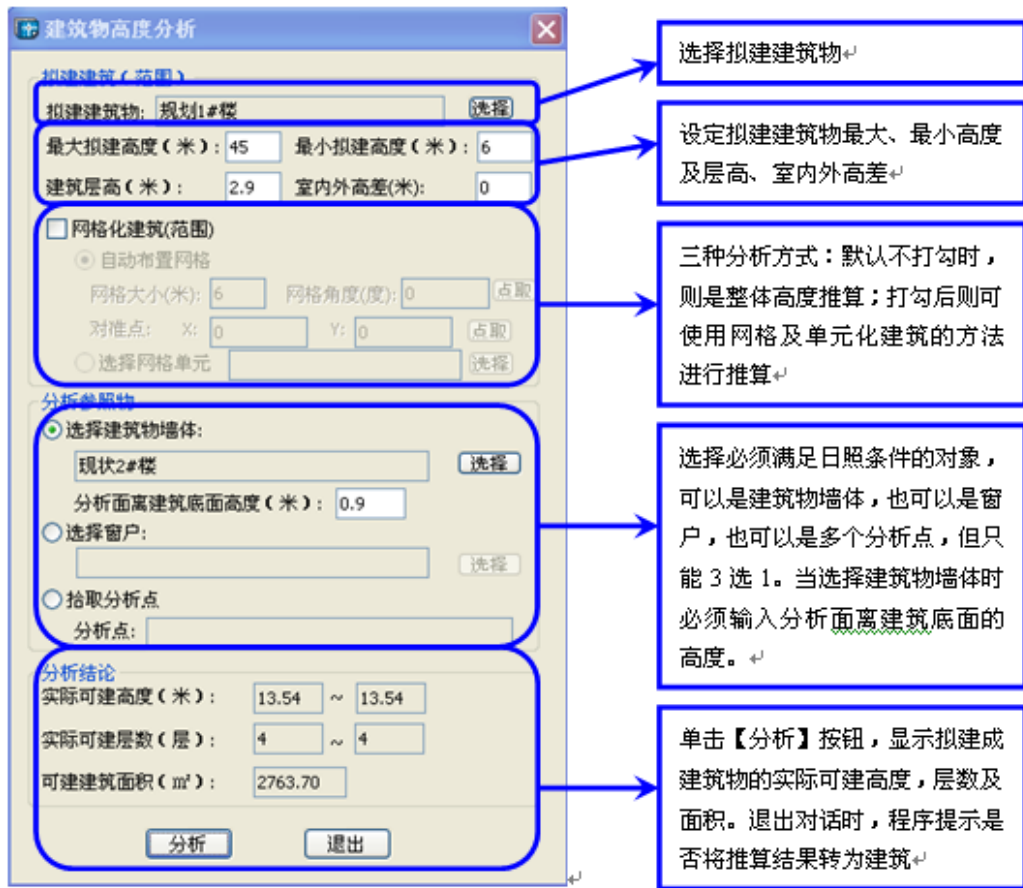 建筑物高度分析
拟建建筑(范围)
拟建建筑物: 规划1#楼 选择
最大拟建高度(米): 45 最小拟建高度(米): 6
建筑层高(米): 2.9 室内外高差(米): 0
网格化建筑(范围)
自动布置网格
网格大小(米): 6 网格角度(度): 0 点取
对准点: X: 0 Y: 0 点取
选择网格单元 选择
分析参照物
选择建筑物墙体:
现状2#楼 选择
分析面离建筑底面高度(米): 0.9
选择窗户:
选择
拾取分析点
分析点:
分析结论
实际可建高度(米): 13.54 ~ 13.54
实际可建层数(层): 4 ~ 4
可建建筑面积(㎡): 2763.70
分析 退出
选择拟建建筑物
设定拟建建筑物最大、最小高度
及层高、室内外高差
三种分析方式:默认不打勾时,
则是整体高度推算;打勾后则可
使用网格及单元化建筑的方法
进行推算
选择必须满足日照条件的对象,
可以是建筑物墙体,也可以是窗
户,也可以是多个分析点,但只
能3选1。当选择建筑物墙体时
必须输入分析面离建筑底面的
高度。
单击【分析】按钮,显示拟建成
建筑物的实际可建高度,层数及
面积。退出对话时,程序提示是
否将推算结果转为建筑